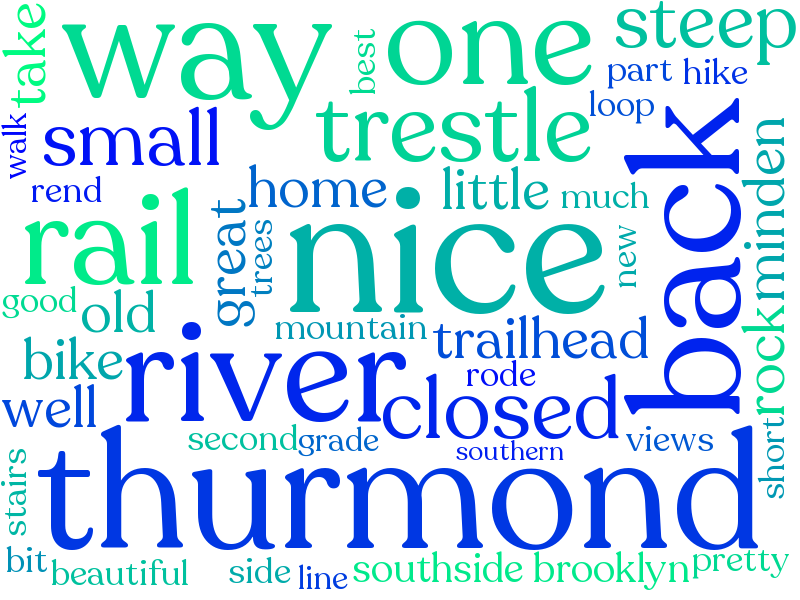 take
way
best
one
steep
part
hike
loop
walk
small
trestle
back
minden
rend
home
little
much
rail
great
trees
nice
new
good
old
mountain
trailhead
rock
bike
river
rode
well
closed
second
grade
southern
views
short
stairs
thurmond
bit
beautiful
side
line
southside
brooklyn
pretty